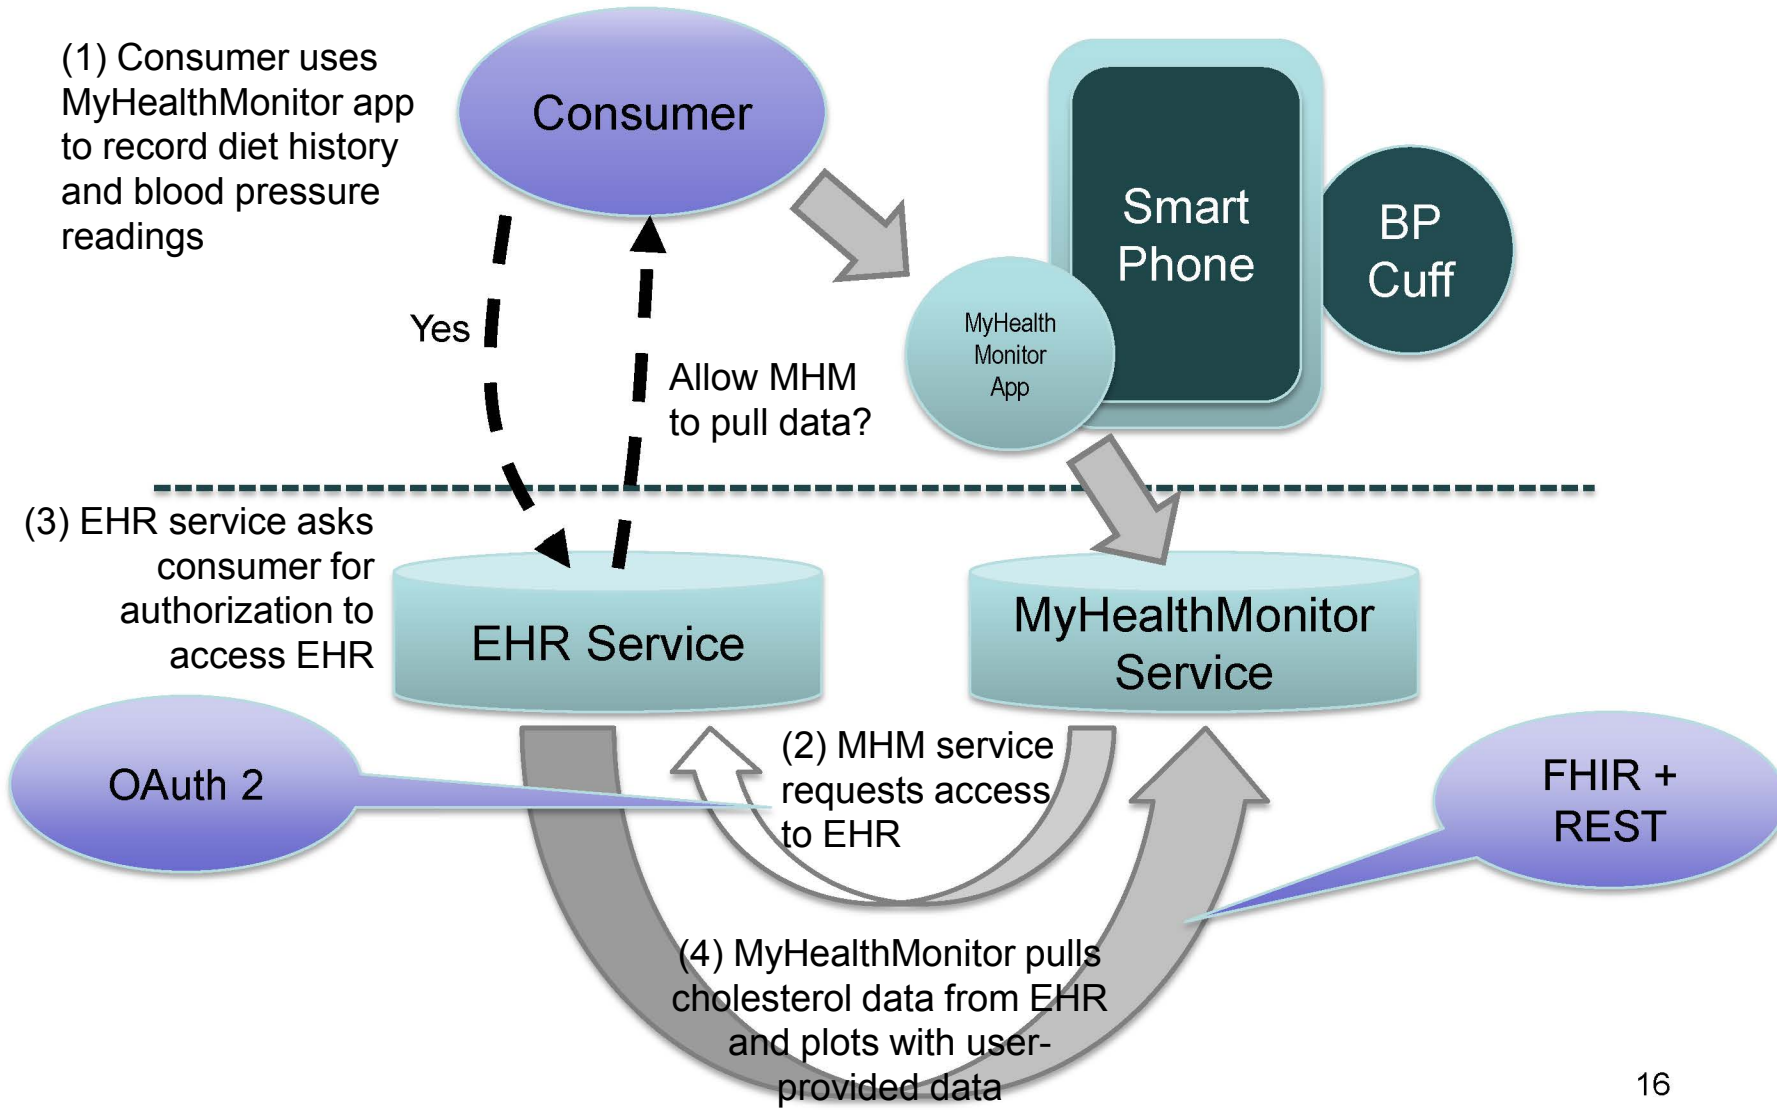 (1) Consumer uses
MyHealthMonitor app
to record diet history
and blood pressure
readings
Consumer
Smart
Phone
BP
Cuff
MyHealth
Monitor
App
Yes
Allow MHM
to pull data?
(3) EHR service asks
consumer for
authorization to
access EHR
EHR Service
MyHealthMonitor
Service
OAuth 2
(2) MHM service
requests access
to EHR
FHIR +
REST
(4) MyHealthMonitor pulls
cholesterol data from EHR
and plots with user-
provided data
16